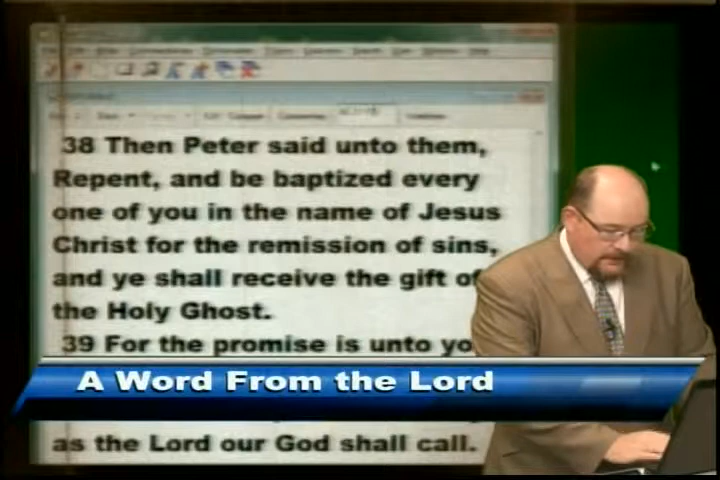 38 Then Peter said unto them,
Repent, and be baptized every
one of you in the name of Jesus
Christ for the remission of sins,
and ye shall receive the gift of
the Holy Ghost.
39 For the promise is unto yo
A Word From the Lord
as the Lord our God shall call.